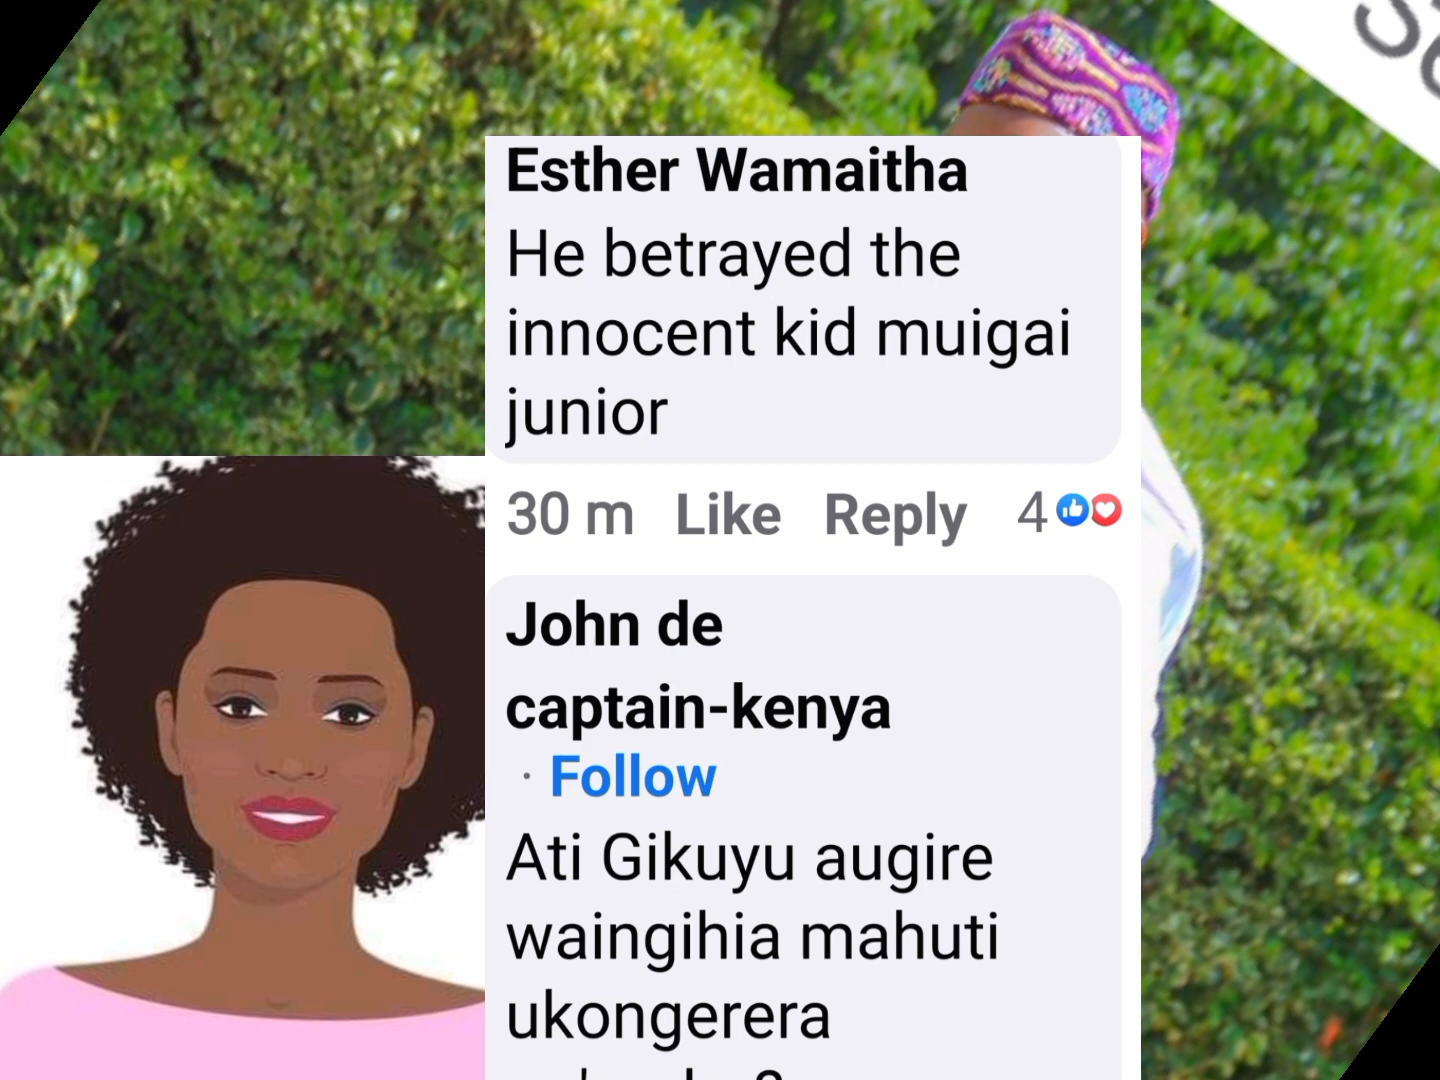 Esther Wamaitha
He betrayed the
innocent kid muigai
junior
30 m Like Reply 4
John de
captain-kenya
· Follow
Ati Gikuyu augire
waingihia mahuti
ukongerera